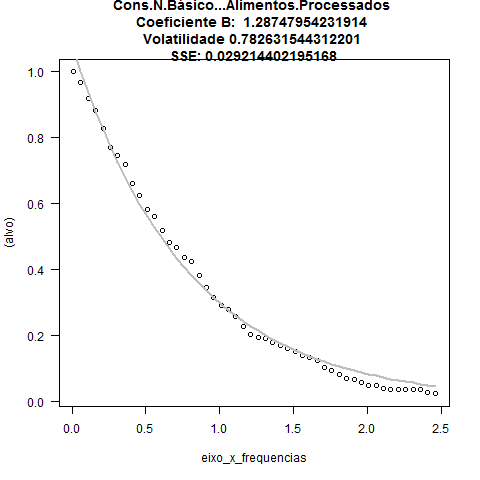 Cons.N.Básico...Alimentos.Processados
Coeficiente B:  1.28747954231914
Volatilidade 0.782631544312201
SSE: 0.029214402195168
1.0
0.8
0.6
0.4
0.2
0.0
(alvo)
0.0 0.5 1.0 1.5 2.0 2.5
eixo_x_frequencias